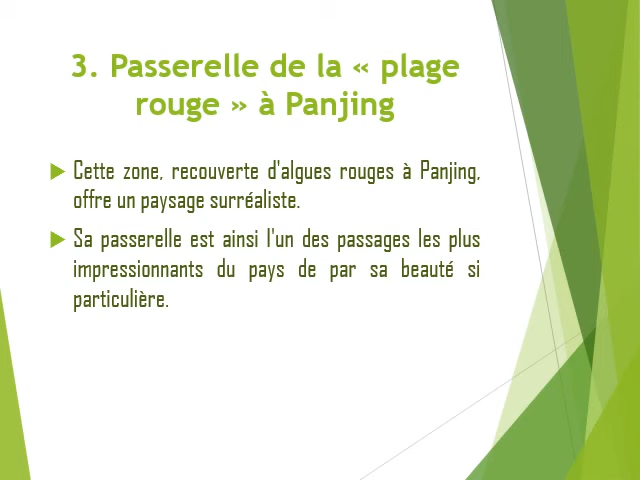 3. Passerelle de la « plage
rouge » à Panjing
Cette zone, recouverte d'algues rouges à Panjing,
offre un paysage surréaliste.
Sa passerelle est ainsi l'un des passages les plus
impressionnants du pays de par sa beauté si
particulière.